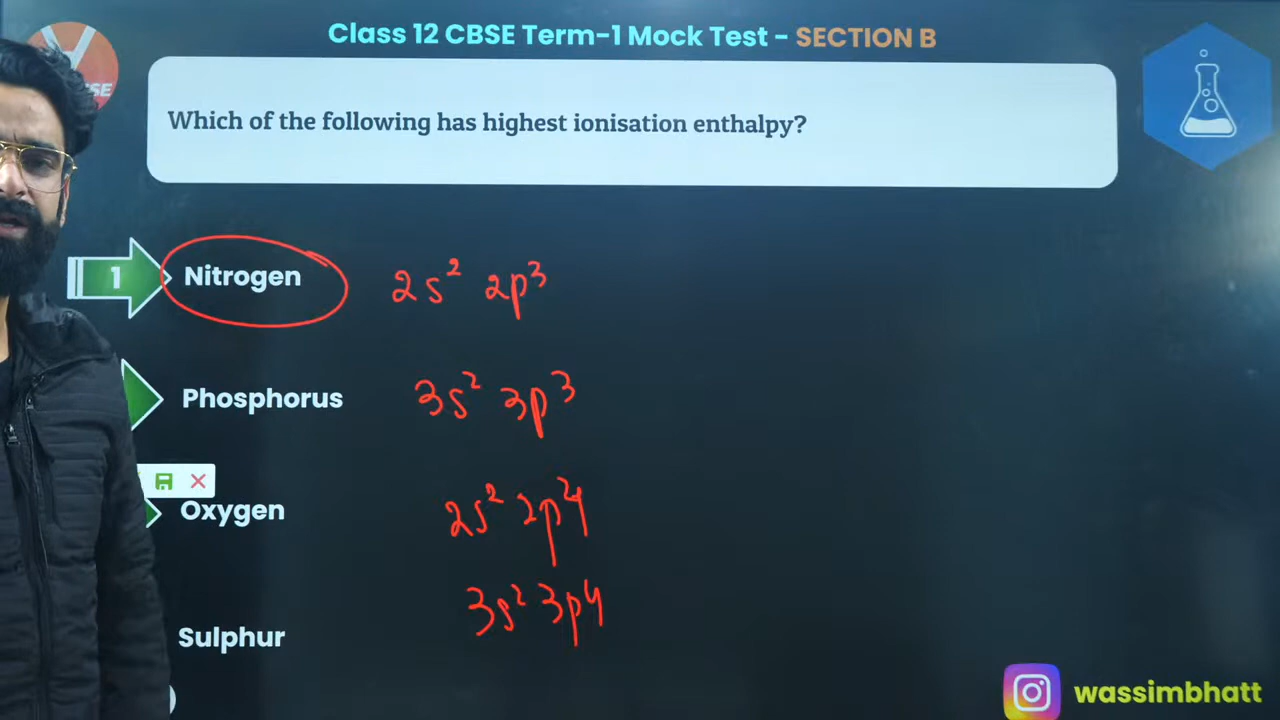 Class 12 CBSE Term-1 Mock Test - SECTION B
Which of the following has highest ionisation enthalpy?
1 Nitrogen 2s² 2p³
Phosphorus 3s² 3p³
Oxygen 2s² 2p⁴
3s² 3p⁴
Sulphur
wassimbhatt